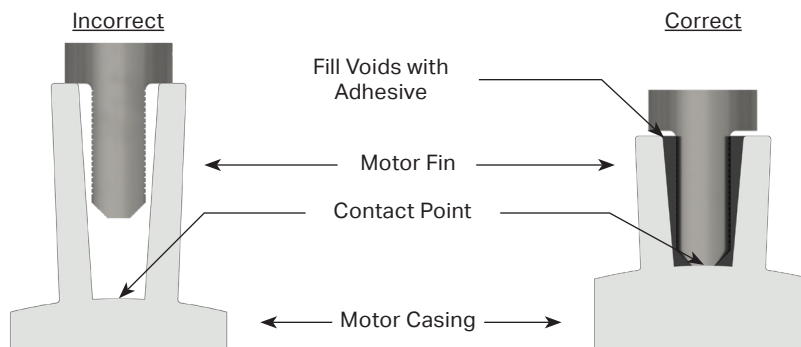 Incorrect
Correct
Fill Voids with
Adhesive
Motor Fin
Contact Point
Motor Casing